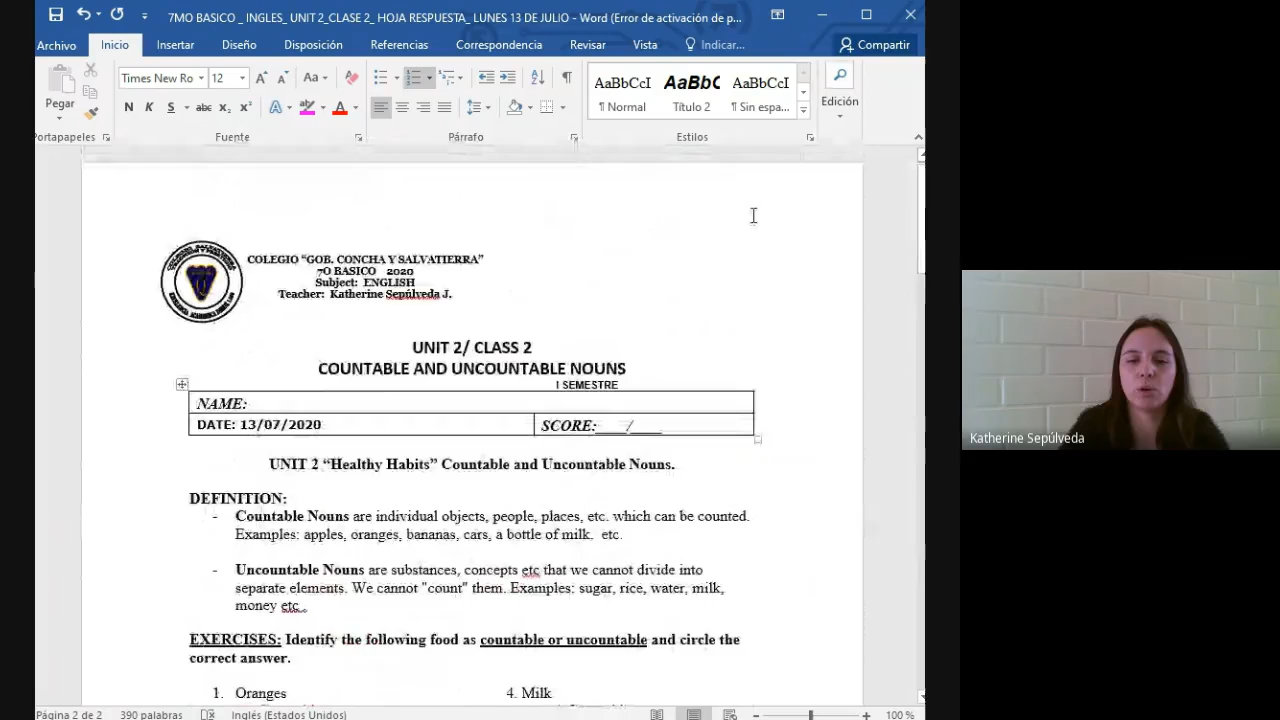 7MO BASICO _ INGLES_ UNIT 2_CLASE 2_ HOJA RESPUESTA_ LUNES 13 DE JULIO - Word (Error de activación de p...
Archivo Inicio Insertar Diseño Disposición Referencias Correspondencia Revisar Vista Indicar... Compartir
Times New Ro 12 Aa
Pegar
N K S abc x₂ x² A A
AaBbCcI AaBbC AaBbCcI
¶ Normal Título 2 ¶ Sin espa...
Edición
Portapapeles Fuente Párrafo Estilos
COLEGIO "GOB. CONCHA Y SALVATIERRA"
7O BASICO 2020
Subject: ENGLISH
Teacher: Katherine Sepúlveda J.
UNIT 2/ CLASS 2
COUNTABLE AND UNCOUNTABLE NOUNS
I SEMESTRE
NAME:
DATE: 13/07/2020 SCORE:____/____
UNIT 2 “Healthy Habits” Countable and Uncountable Nouns.
DEFINITION:
- Countable Nouns are individual objects, people, places, etc. which can be counted.
Examples: apples, oranges, bananas, cars, a bottle of milk. etc.
- Uncountable Nouns are substances, concepts etc that we cannot divide into
separate elements. We cannot "count" them. Examples: sugar, rice, water, milk,
money etc..
EXERCISES: Identify the following food as countable or uncountable and circle the
correct answer.
1. Oranges 4. Milk
Página 2 de 2 390 palabras Inglés (Estados Unidos) 100 %
Katherine Sepúlveda